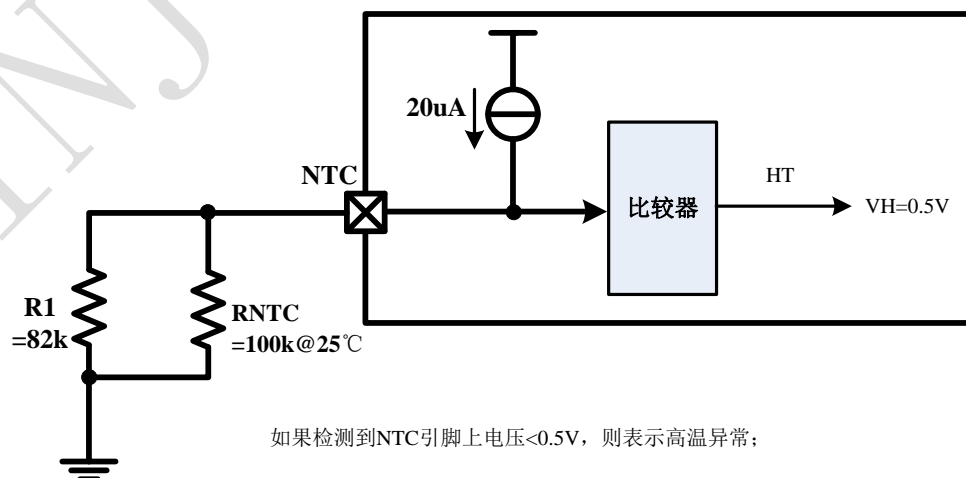 20uA
NTC
HT
比较器
VH=0.5V
R1
=82k
RNTC
=100k@25℃
如果检测到NTC引脚上电压<0.5V，则表示高温异常；